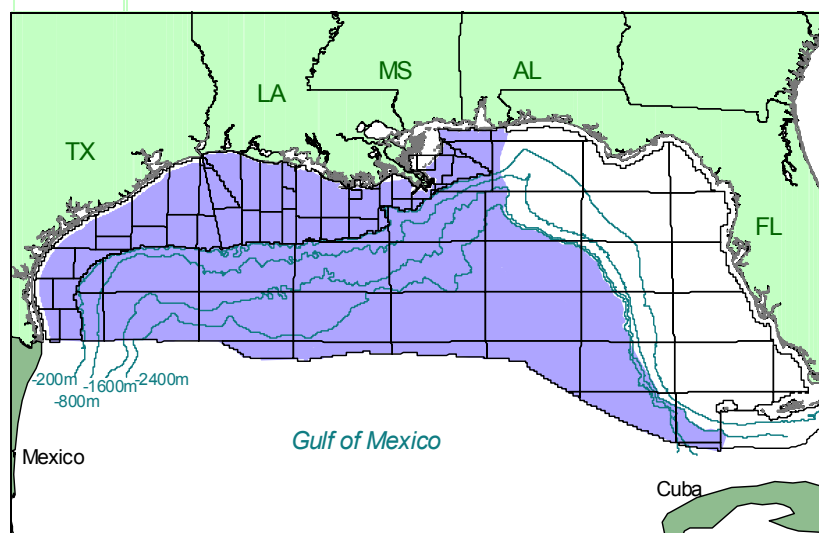 MS
AL
LA
TX
FL
-200m
-1600m
-2400m
-800m
Gulf of Mexico
Mexico
Cuba